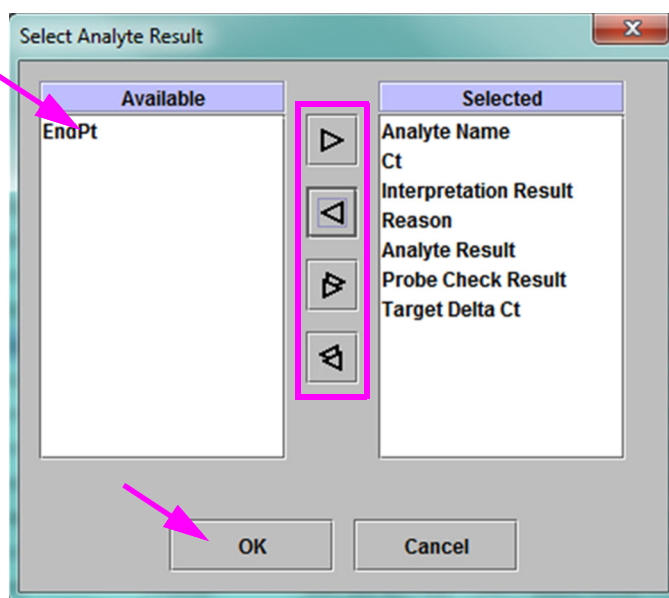 Select Analyte Result
Available
EndPt
Selected
Analyte Name
Ct
Interpretation Result
Reason
Analyte Result
Probe Check Result
Target Delta Ct
OK
Cancel